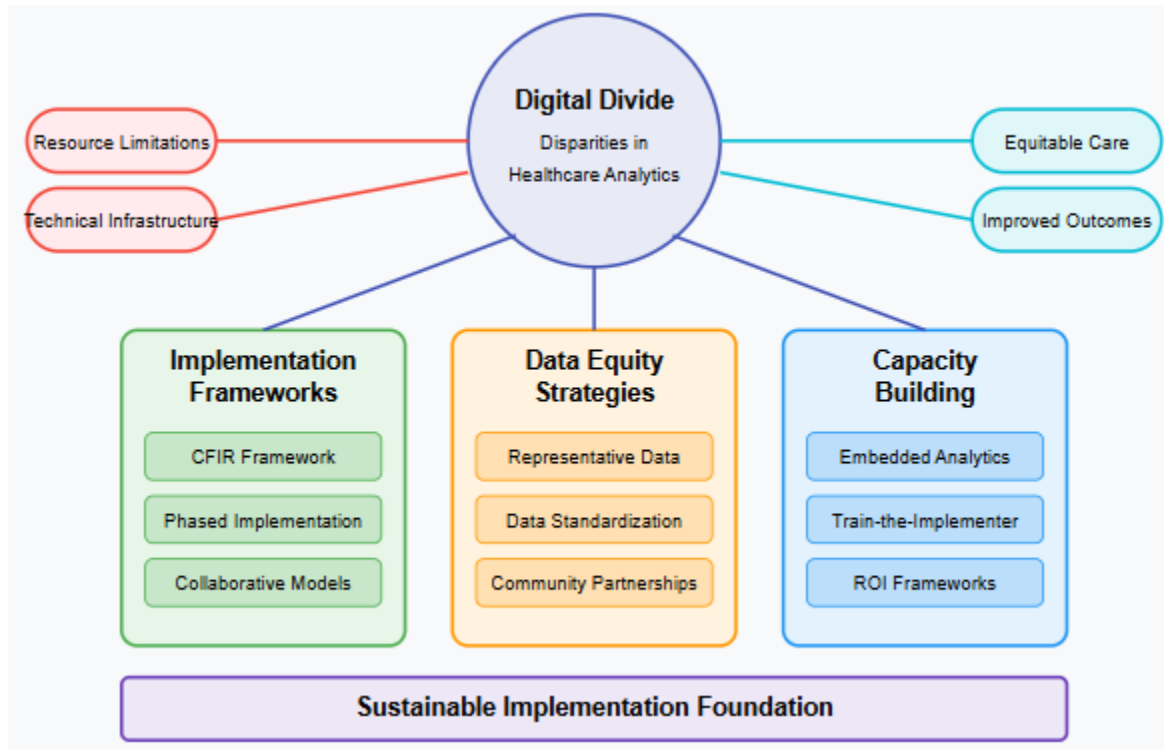 Digital Divide
Disparities in
Healthcare Analytics
Resource Limitations
Technical Infrastructure
Equitable Care
Improved Outcomes
Implementation
Frameworks
CFIR Framework
Phased Implementation
Collaborative Models
Data Equity
Strategies
Representative Data
Data Standardization
Community Partnerships
Capacity
Building
Embedded Analytics
Train-the-Implementer
ROI Frameworks
Sustainable Implementation Foundation